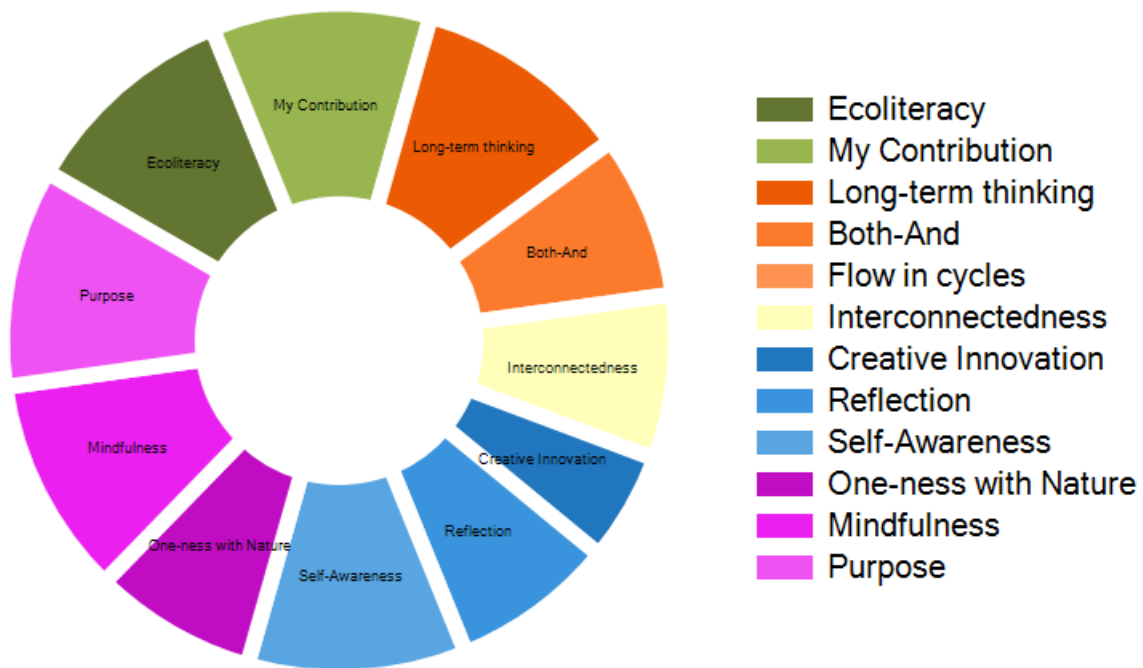 My Contribution
Long-term thinking
Ecoliteracy
Both-And
Purpose
Interconnectedness
Mindfulness
Creative Innovation
Reflection
One-ness with Nature
Self-Awareness
Ecoliteracy
My Contribution
Long-term thinking
Both-And
Flow in cycles
Interconnectedness
Creative Innovation
Reflection
Self-Awareness
One-ness with Nature
Mindfulness
Purpose